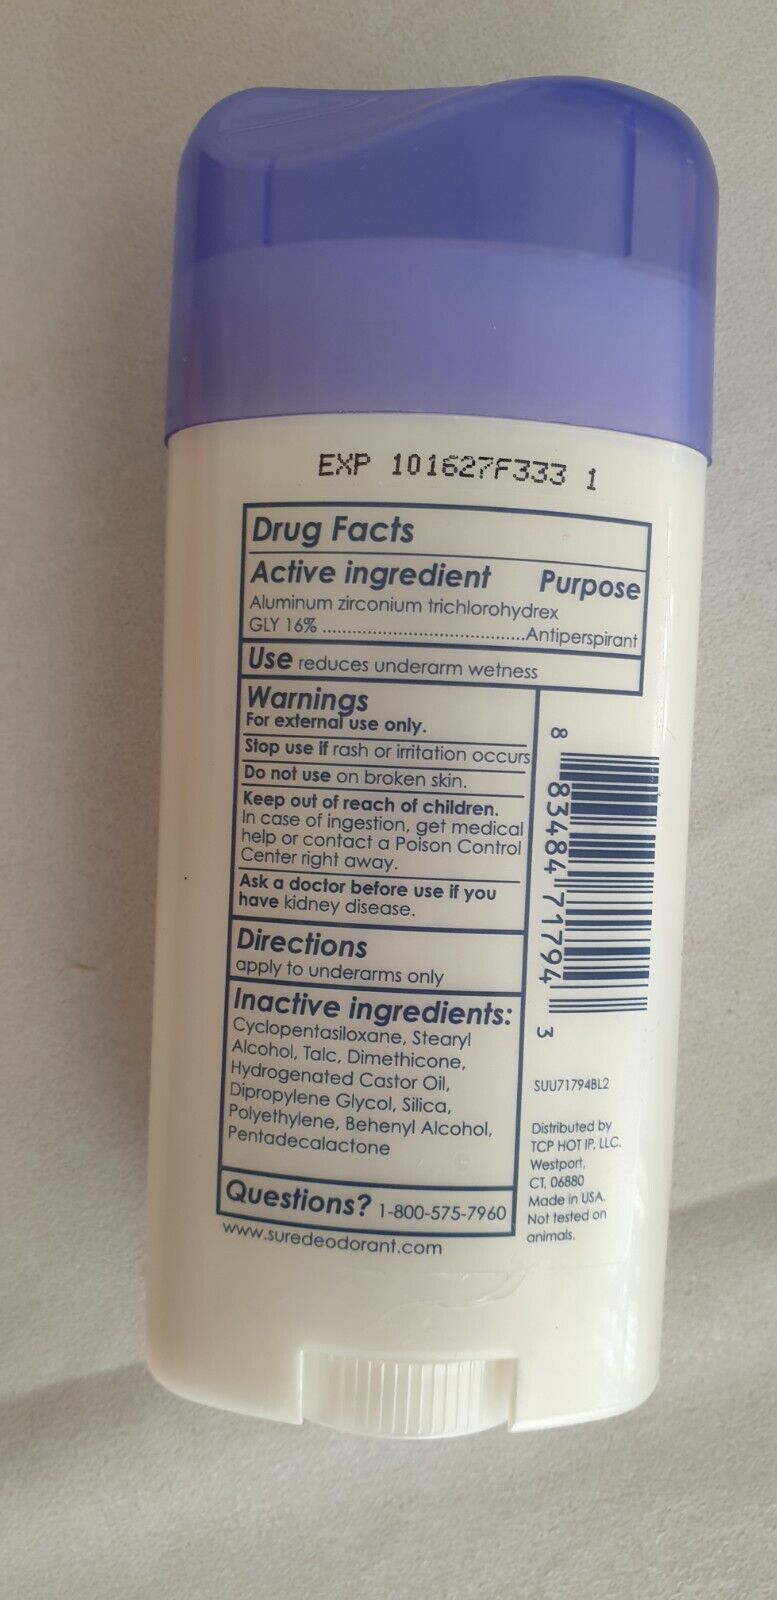 EXP 101627F333 1
Drug Facts
Active ingredient Purpose
Aluminum zirconium trichlorohydrex
GLY 16% ......................................Antiperspirant
Use reduces underarm wetness
Warnings
For external use only.
Stop use if rash or irritation occurs
Do not use on broken skin.
Keep out of reach of children.
In case of ingestion, get medical
help or contact a Poison Control
Center right away.
Ask a doctor before use if you
have kidney disease.
Directions
apply to underarms only
Inactive ingredients:
Cyclopentasiloxane, Stearyl
Alcohol, Talc, Dimethicone,
Hydrogenated Castor Oil,
Dipropylene Glycol, Silica,
Polyethylene, Behenyl Alcohol,
Pentadecalactone
Questions? 1-800-575-7960
www.suredeodorant.com
8 83484 71794 3
SUU71794BL2
Distributed by
TCP HOT IP, LLC.
Westport,
CT, 06880
Made in USA.
Not tested on
animals.